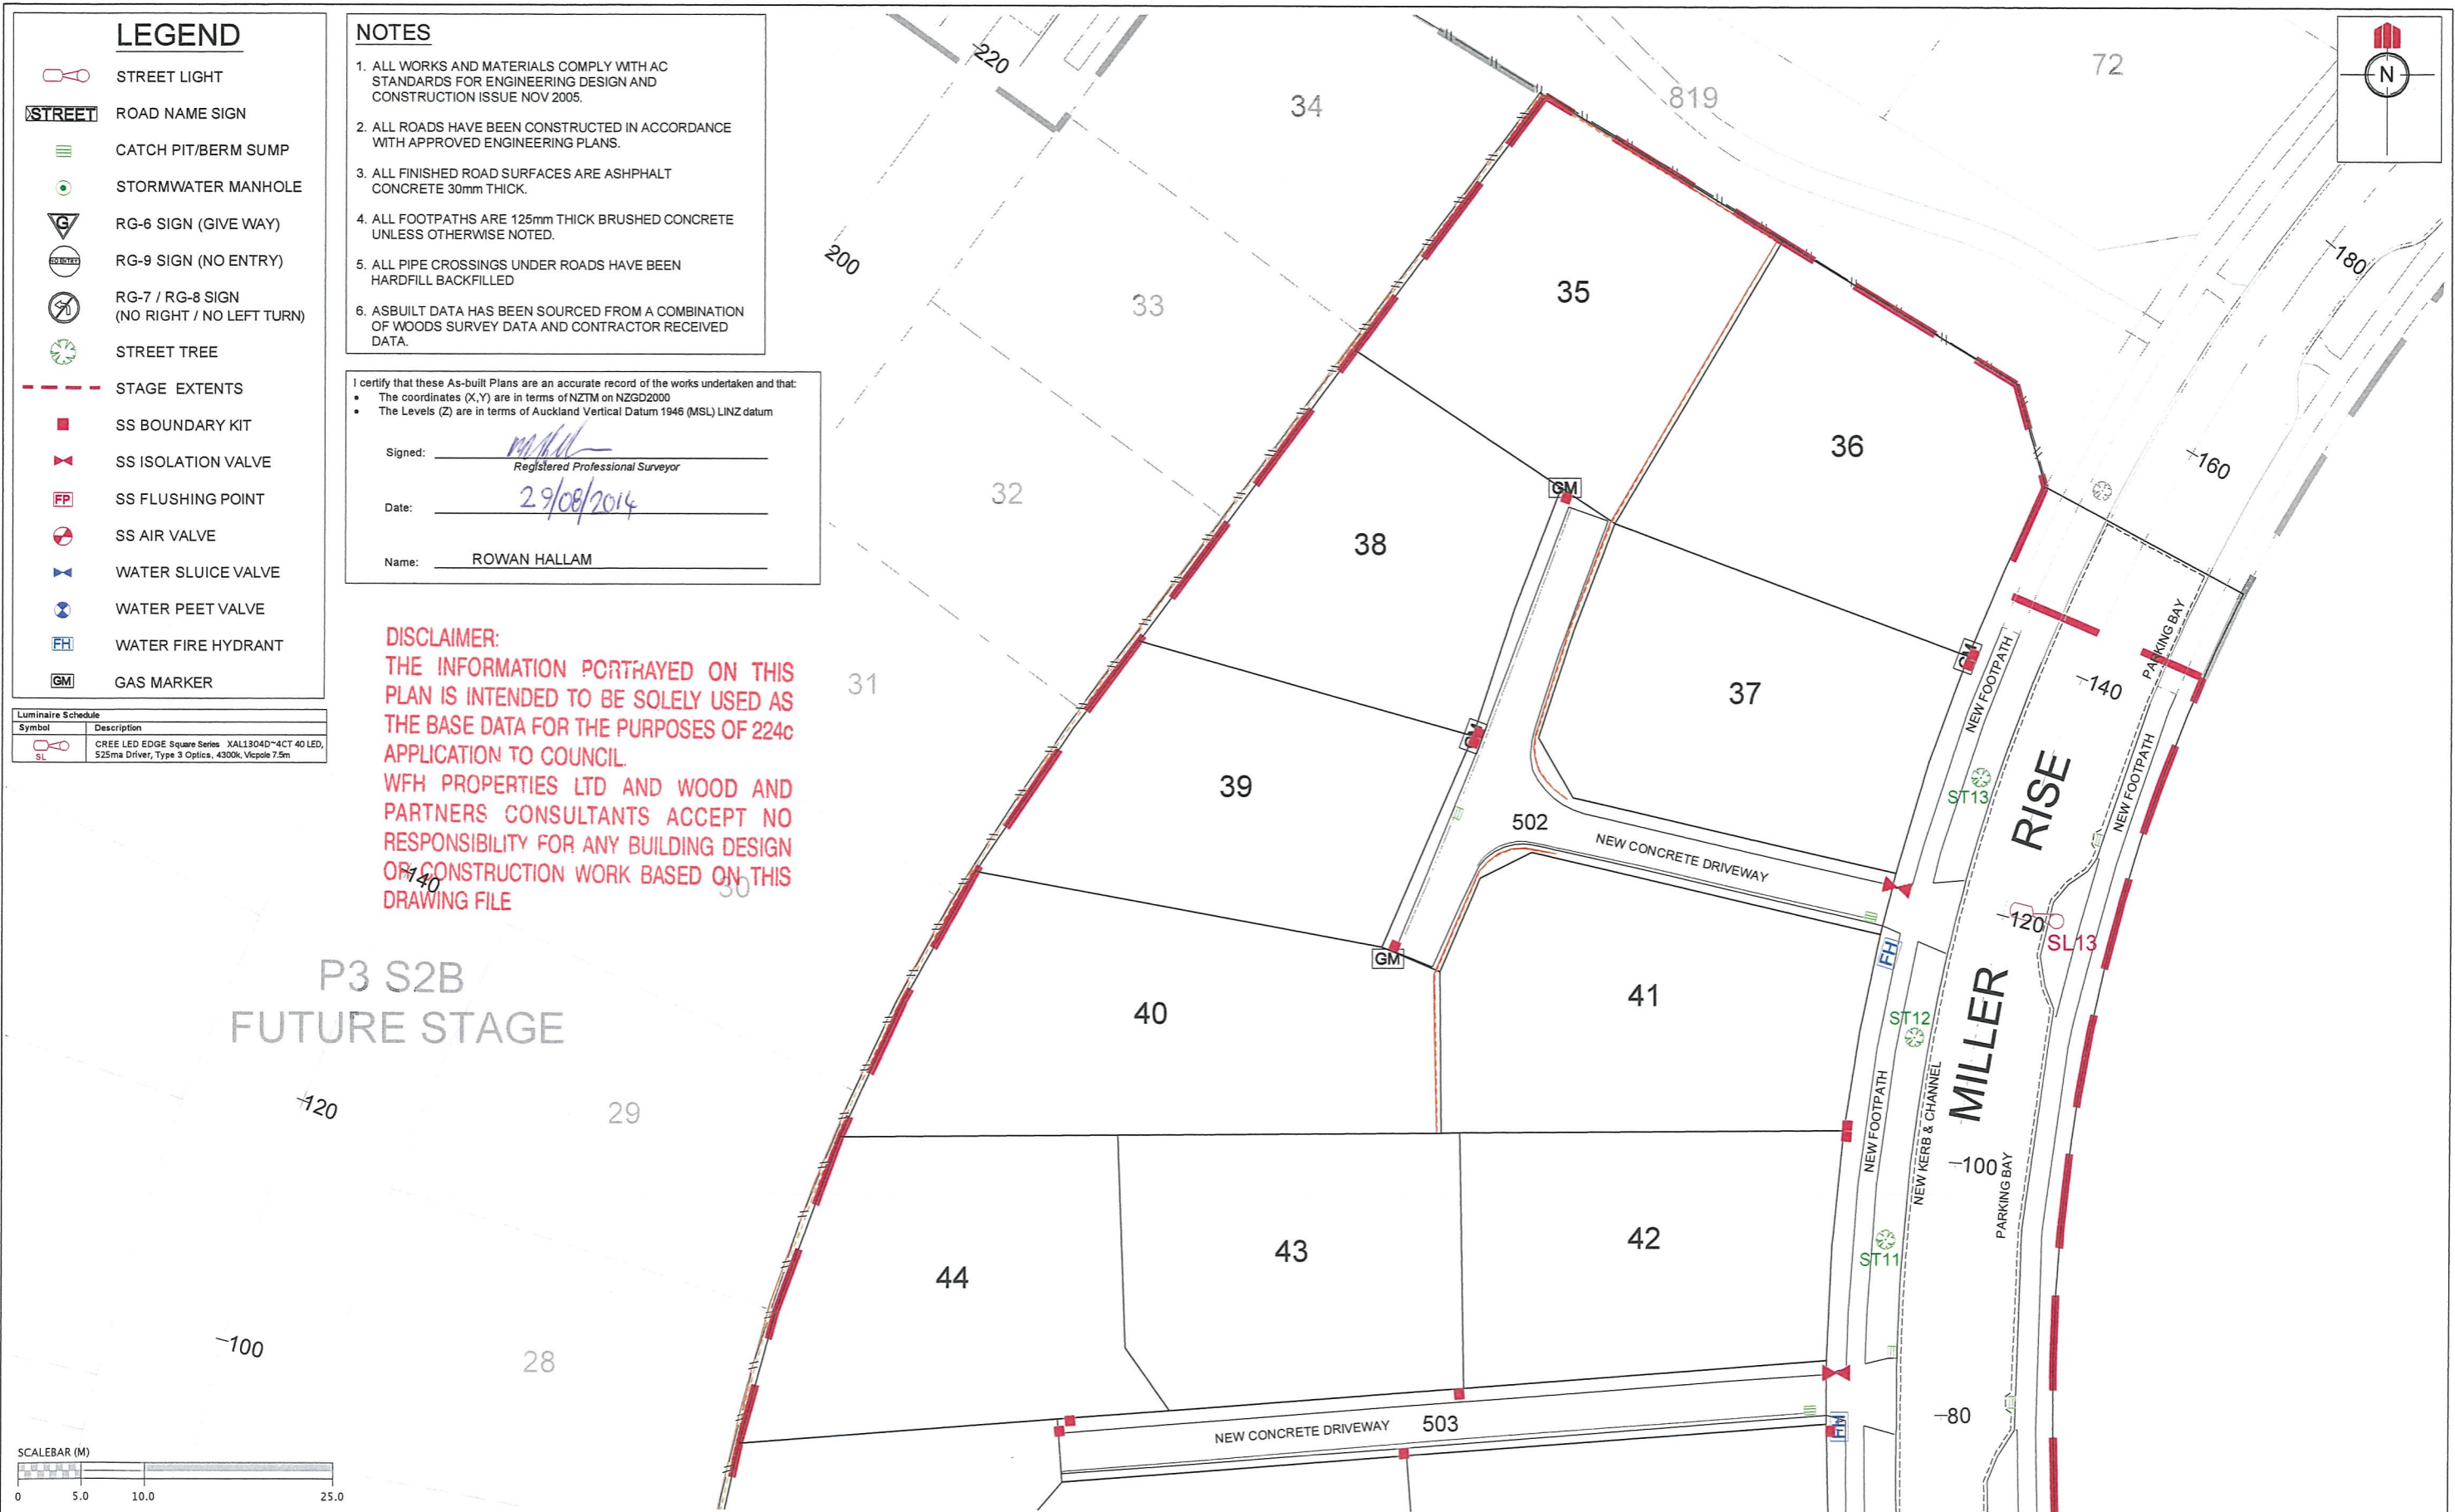 LEGEND
STREET LIGHT
STREET ROAD NAME SIGN
CATCH PIT/BERM SUMP
STORMWATER MANHOLE
G RG-6 SIGN (GIVE WAY)
NO ENTRY RG-9 SIGN (NO ENTRY)
RG-7 / RG-8 SIGN
(NO RIGHT / NO LEFT TURN)
STREET TREE
STAGE EXTENTS
SS BOUNDARY KIT
SS ISOLATION VALVE
FP SS FLUSHING POINT
SS AIR VALVE
WATER SLUICE VALVE
WATER PEET VALVE
FH WATER FIRE HYDRANT
GM GAS MARKER
Luminaire Schedule
Symbol Description
SL
CREE LED EDGE Square Series XAL1304D~4CT 40 LED,
525ma Driver, Type 3 Optics, 4300k, Vicpole 7.5m
NOTES
1. ALL WORKS AND MATERIALS COMPLY WITH AC
STANDARDS FOR ENGINEERING DESIGN AND
CONSTRUCTION ISSUE NOV 2005.
2. ALL ROADS HAVE BEEN CONSTRUCTED IN ACCORDANCE
WITH APPROVED ENGINEERING PLANS.
3. ALL FINISHED ROAD SURFACES ARE ASHPHALT
CONCRETE 30mm THICK.
4. ALL FOOTPATHS ARE 125mm THICK BRUSHED CONCRETE
UNLESS OTHERWISE NOTED.
5. ALL PIPE CROSSINGS UNDER ROADS HAVE BEEN
HARDFILL BACKFILLED
6. ASBUILT DATA HAS BEEN SOURCED FROM A COMBINATION
OF WOODS SURVEY DATA AND CONTRACTOR RECEIVED
DATA.
I certify that these As-built Plans are an accurate record of the works undertaken and that:
• The coordinates (X,Y) are in terms of NZTM on NZGD2000
• The Levels (Z) are in terms of Auckland Vertical Datum 1946 (MSL) LINZ datum
Signed:
Registered Professional Surveyor
Date: 29/08/2014
Name: ROWAN HALLAM
DISCLAIMER:
THE INFORMATION PORTRAYED ON THIS
PLAN IS INTENDED TO BE SOLELY USED AS
THE BASE DATA FOR THE PURPOSES OF 224c
APPLICATION TO COUNCIL.
WFH PROPERTIES LTD AND WOOD AND
PARTNERS CONSULTANTS ACCEPT NO
RESPONSIBILITY FOR ANY BUILDING DESIGN
OR CONSTRUCTION WORK BASED ON THIS
DRAWING FILE
140
30
P3 S2B
FUTURE STAGE
120
29
100
28
SCALEBAR (M)
0 5.0 10.0 25.0
220
34
819
72
N
200
33
35
180
32
36
160
GM
38
31
37
GM
140
PARKING BAY
NEW FOOTPATH
GM
39
502
NEW CONCRETE DRIVEWAY
ST13
RISE
NEW FOOTPATH
120
SL13
GM
FH
40
41
ST12
MILLER
NEW FOOTPATH
NEW KERB & CHANNEL
100
PARKING BAY
44
43
42
ST11
NEW CONCRETE DRIVEWAY 503
FH
80